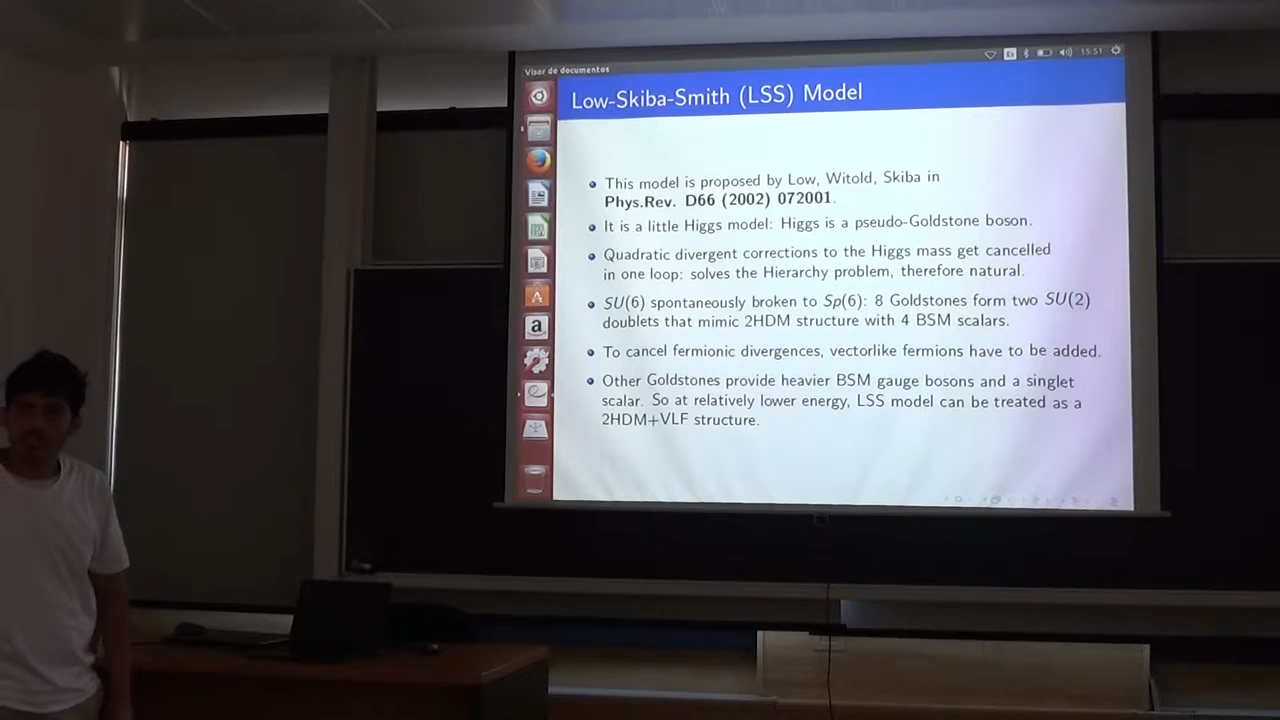 Visor de documentos
Es
15:51
Low-Skiba-Smith (LSS) Model
This model is proposed by Low, Witold, Skiba in
Phys.Rev. D66 (2002) 072001.
It is a little Higgs model: Higgs is a pseudo-Goldstone boson.
Quadratic divergent corrections to the Higgs mass get cancelled
in one loop: solves the Hierarchy problem, therefore natural.
SU(6) spontaneously broken to Sp(6): 8 Goldstones form two SU(2)
doublets that mimic 2HDM structure with 4 BSM scalars.
To cancel fermionic divergences, vectorlike fermions have to be added.
Other Goldstones provide heavier BSM gauge bosons and a singlet
scalar. So at relatively lower energy, LSS model can be treated as a
2HDM+VLF structure.